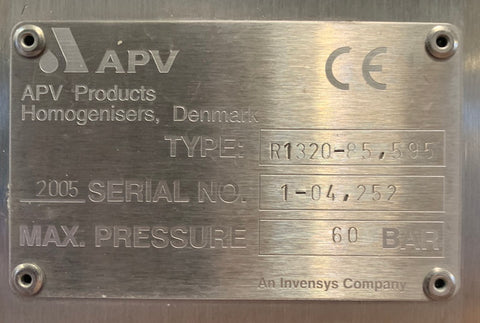 APV
CE
APV Products
Homogenisers, Denmark
TYPE: R1320-85,595
2005 SERIAL NO. 1-04,252
MAX. PRESSURE 60 BAR
An Invensys Company